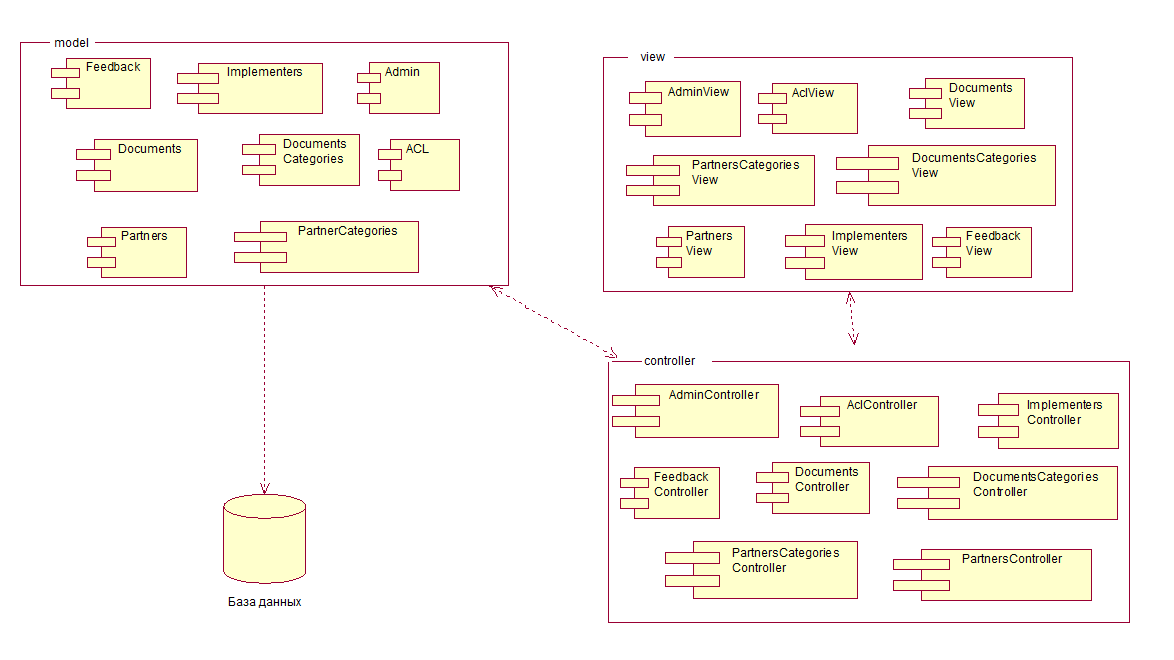 model
Feedback
Implementers
Admin
Documents
Documents
Categories
ACL
Partners
PartnerCategories
view
AdminView
AclView
Documents
View
PartnersCategories
View
DocumentsCategories
View
Partners
View
Implementers
View
Feedback
View
controller
AdminController
AclController
Implementers
Controller
Feedback
Controller
Documents
Controller
DocumentsCategories
Controller
PartnersCategories
Controller
PartnersController
База данных